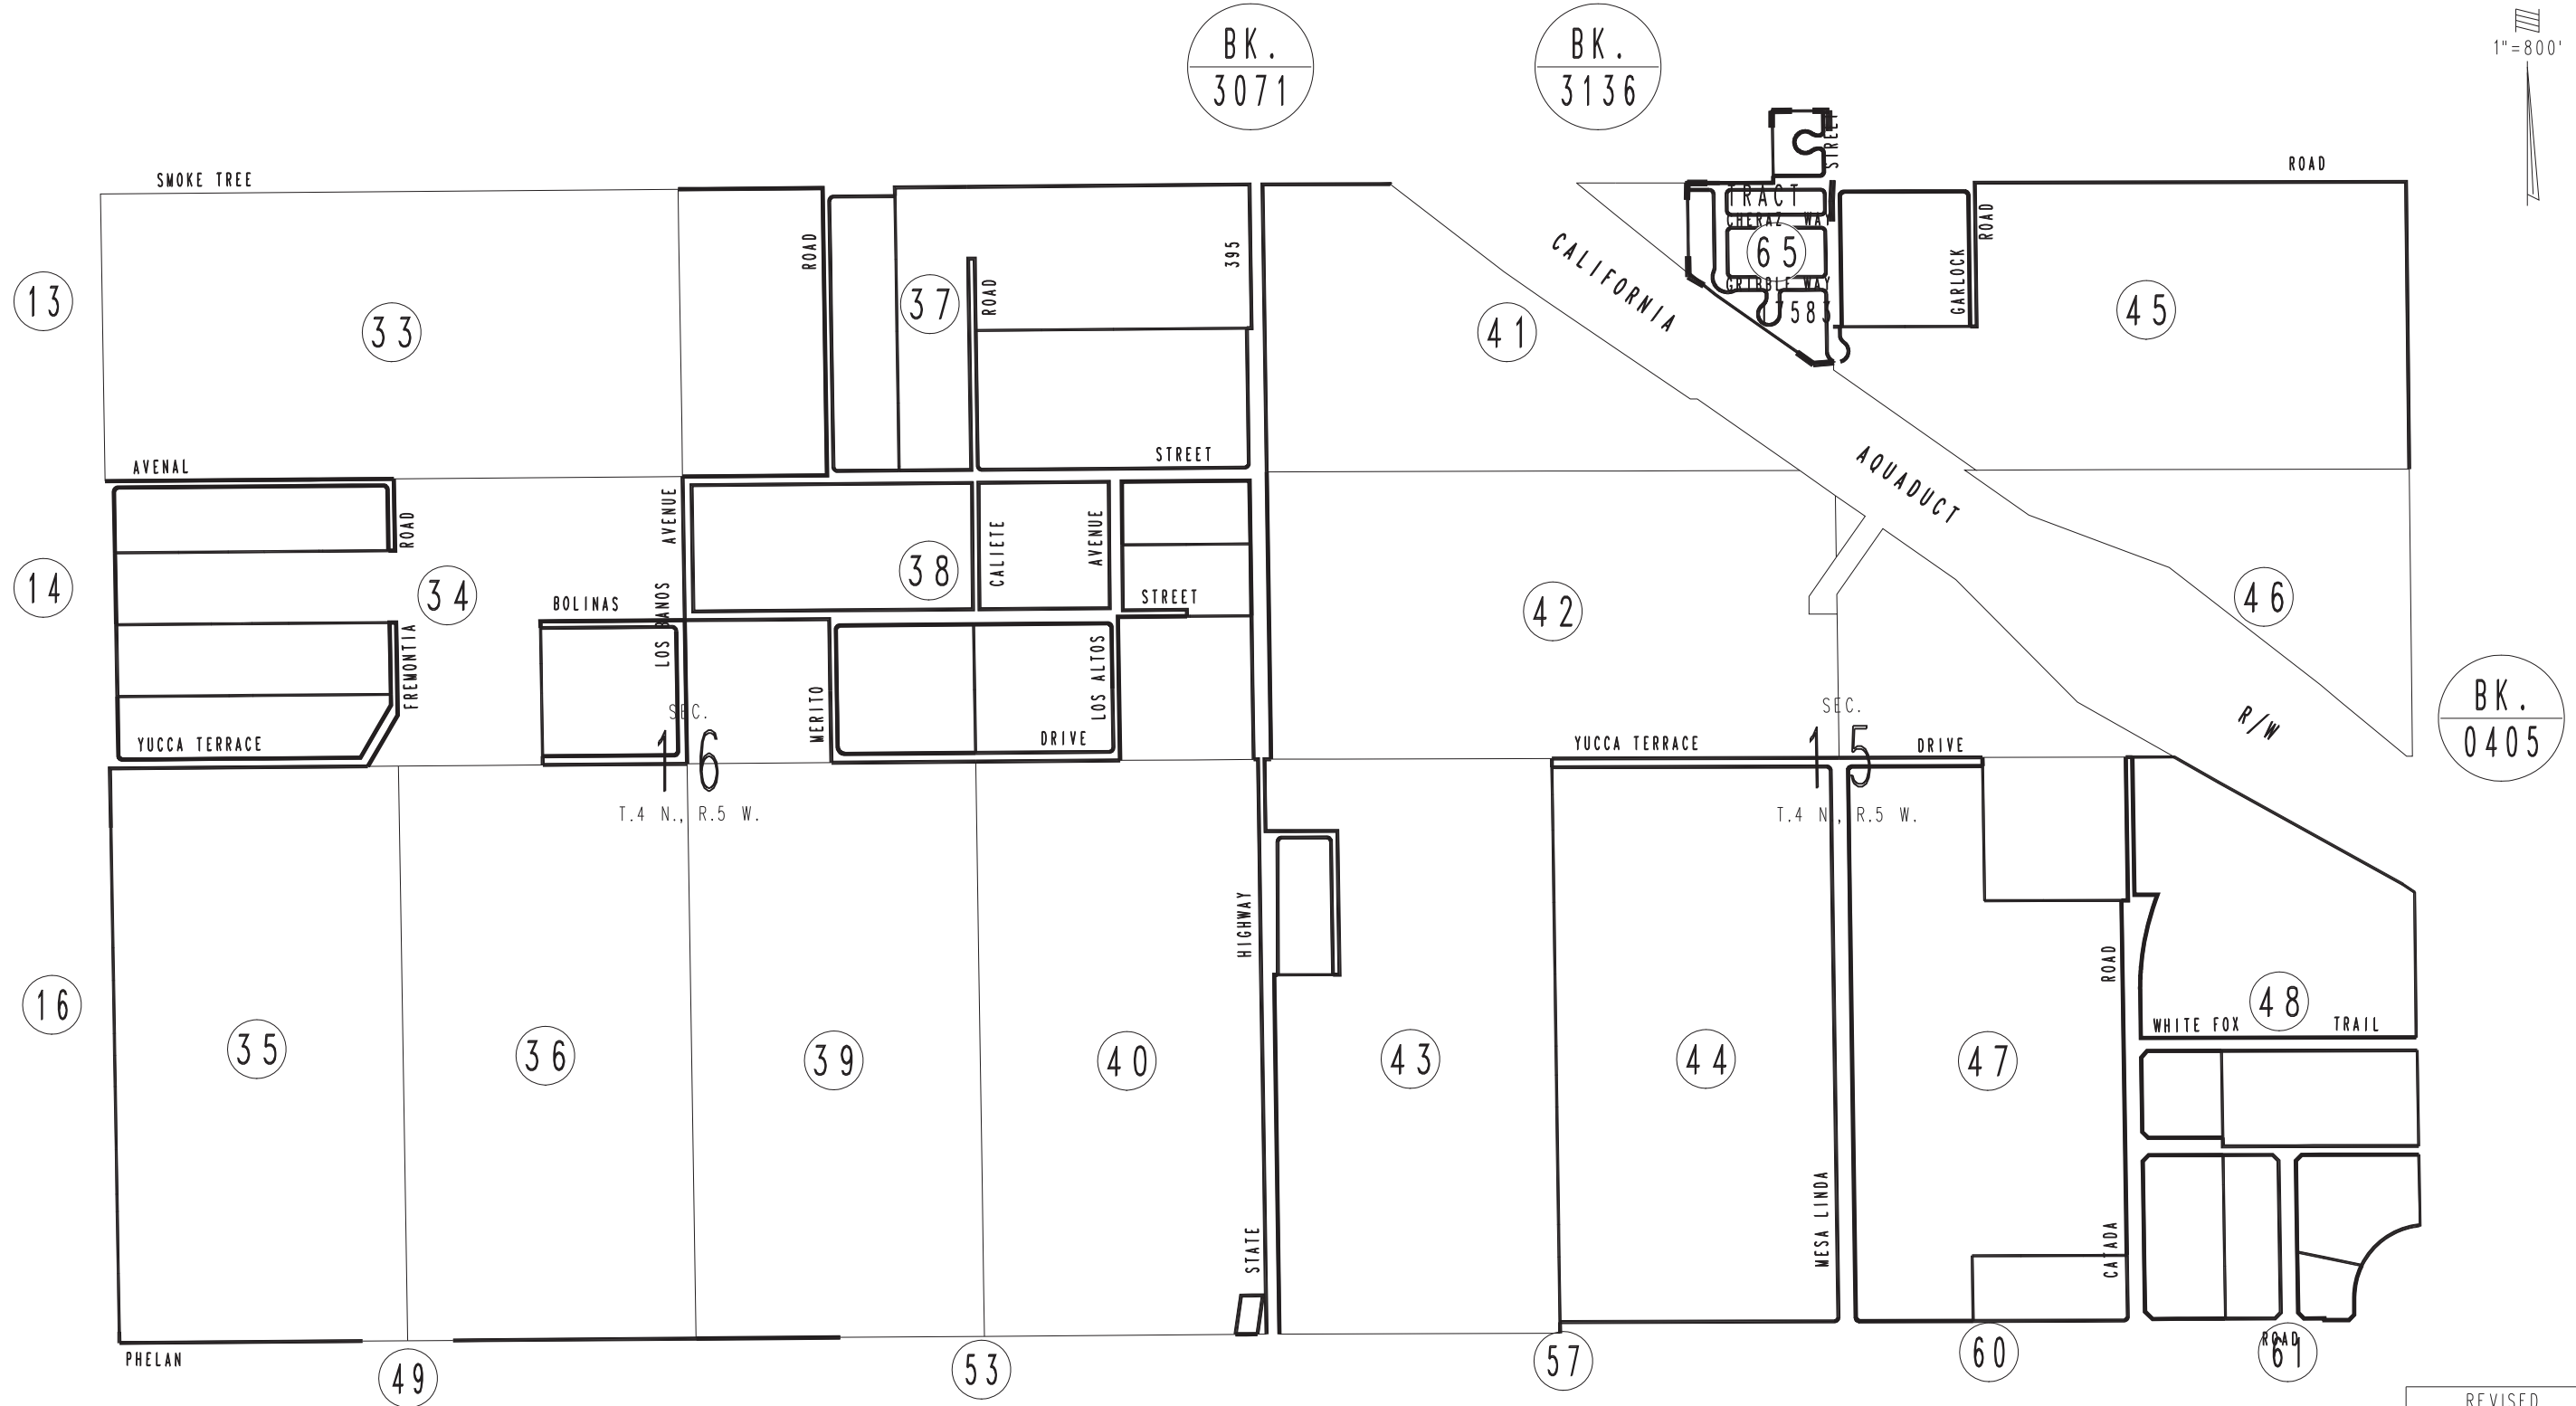 BK.
3071
BK.
3136
1"=800'
SMOKE TREE
ROAD
STREET
TRACT
CHERAZ WAY
65
GRIBBLE WAY
17583
ROAD
395
ROAD
ROAD
GARLOCK
CALIFORNIA
13
33
37
41
45
AVENAL
STREET
AQUADUCT
ROAD
AVENUE
CALIETE
AVENUE
14
34
38
42
46
BOLINAS
STREET
FREMONTIA
LOS BANOS
MERITO
LOS ALTOS
BK.
0405
R/W
YUCCA TERRACE
DRIVE
YUCCA TERRACE
DRIVE
SEC.
16
T.4 N., R.5 W.
SEC.
15
T.4 N., R.5 W.
HIGHWAY
ROAD
16
35
36
39
40
43
44
47
48
WHITE FOX TRAIL
STATE
MESA LINDA
CATADA
PHELAN
ROAD
49
53
57
60
61
REVISED